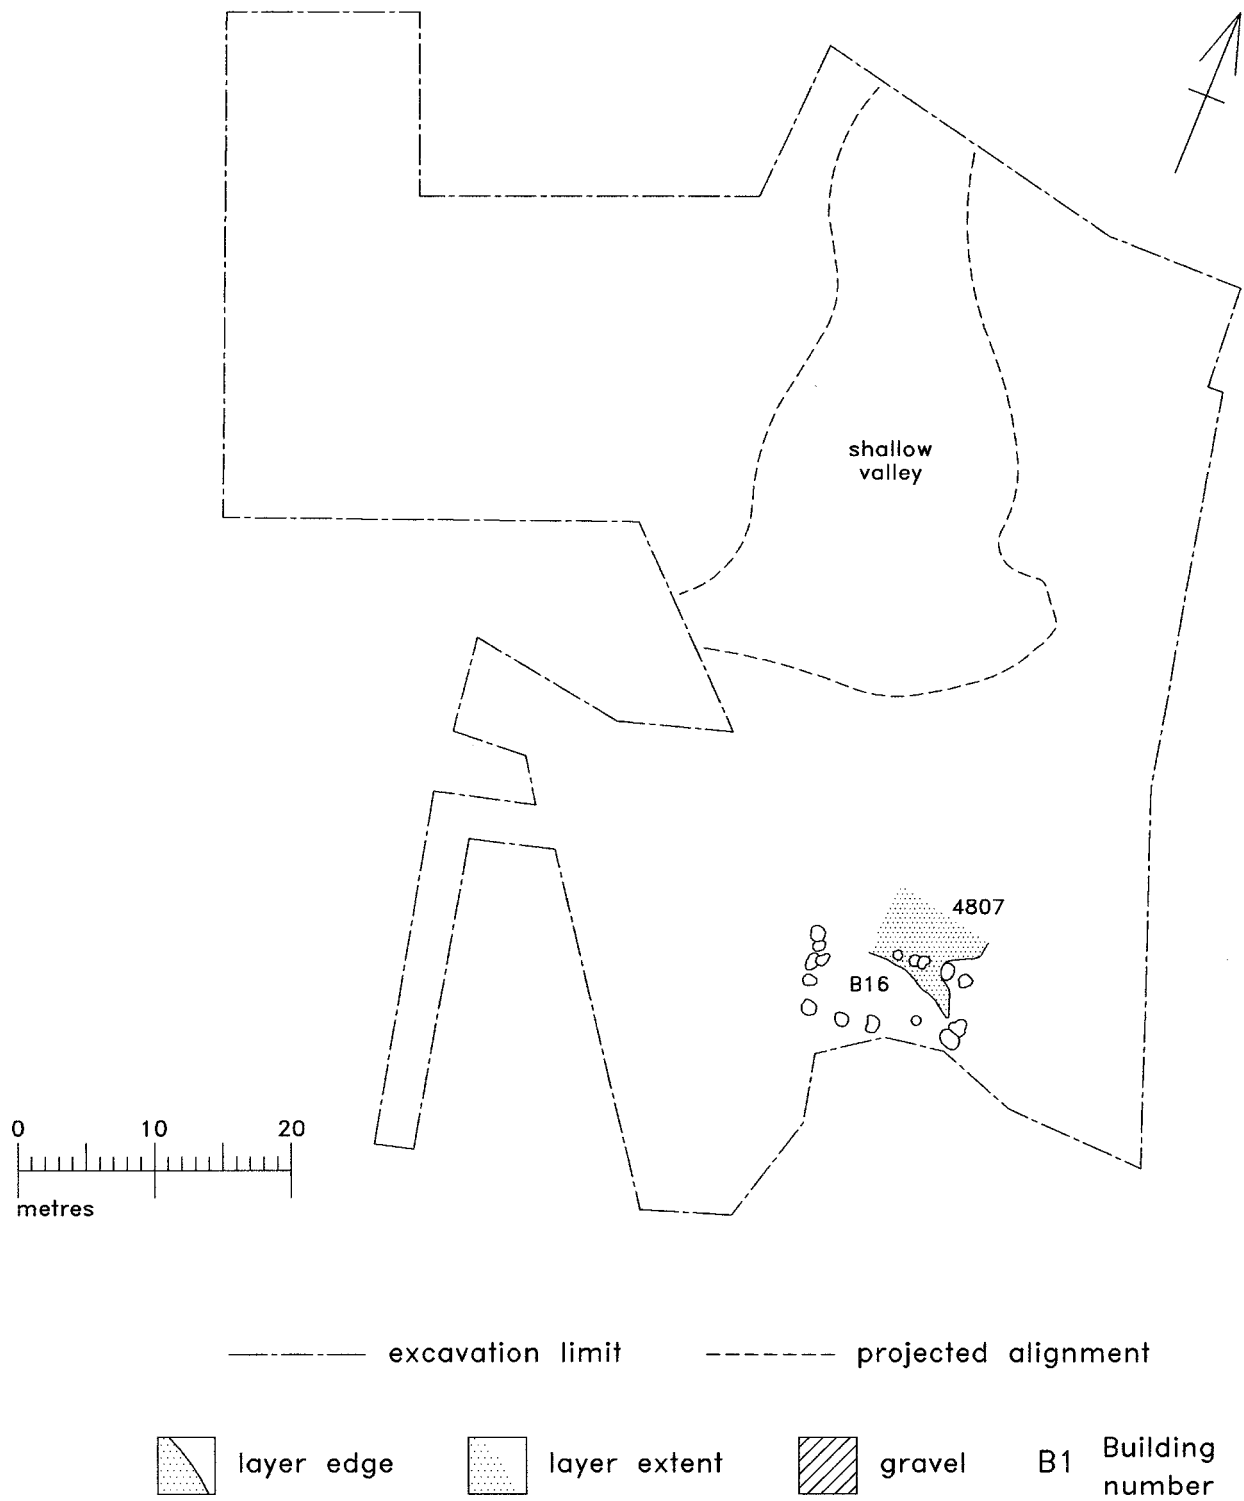 shallow
valley
4807
B16
0 10 20
metres
excavation limit
projected alignment
layer edge
layer extent
gravel
B1 Building
number